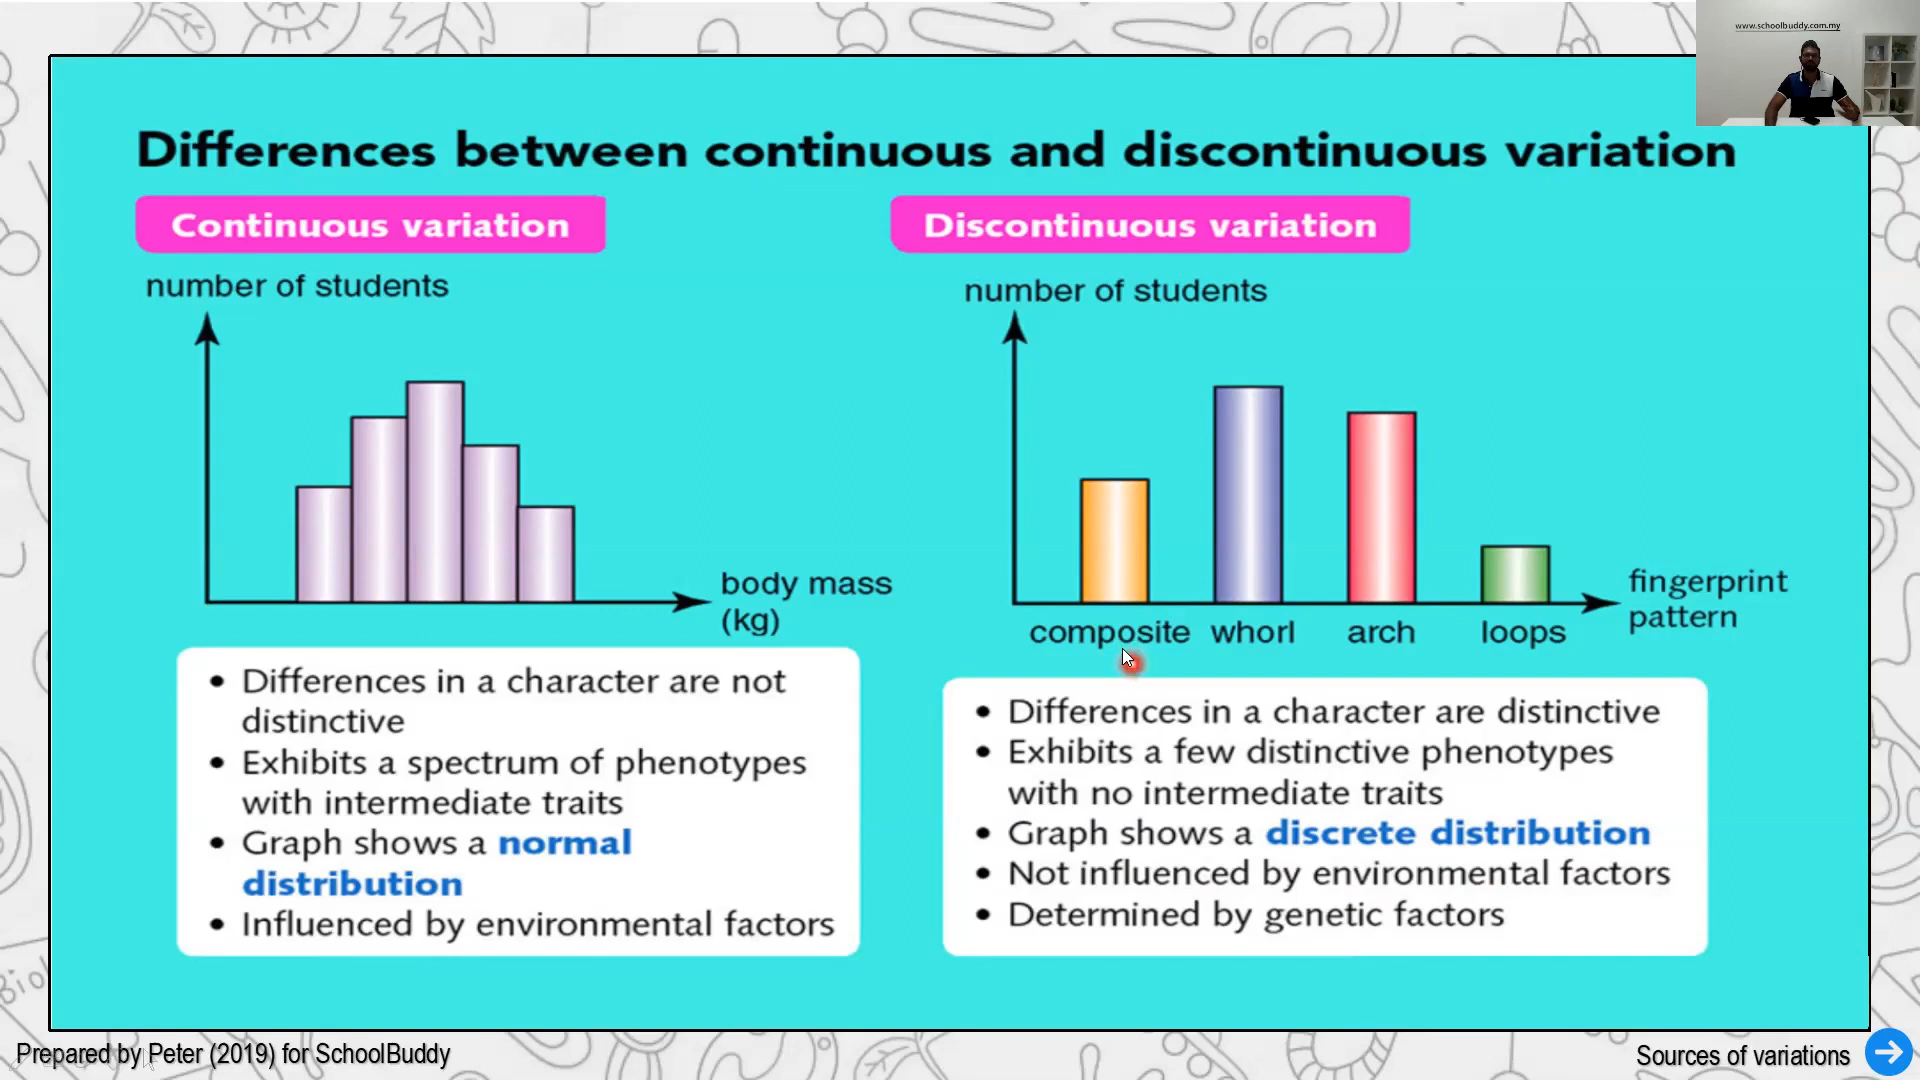 www.schoolbuddy.com.my
Differences between continuous and discontinuous variation
Continuous variation
number of students
body mass
(kg)
• Differences in a character are not
distinctive
• Exhibits a spectrum of phenotypes
with intermediate traits
• Graph shows a normal
distribution
• Influenced by environmental factors
Discontinuous variation
number of students
composite whorl arch loops
fingerprint
pattern
• Differences in a character are distinctive
• Exhibits a few distinctive phenotypes
with no intermediate traits
• Graph shows a discrete distribution
• Not influenced by environmental factors
• Determined by genetic factors
Biol
Prepared by Peter (2019) for SchoolBuddy
Sources of variations